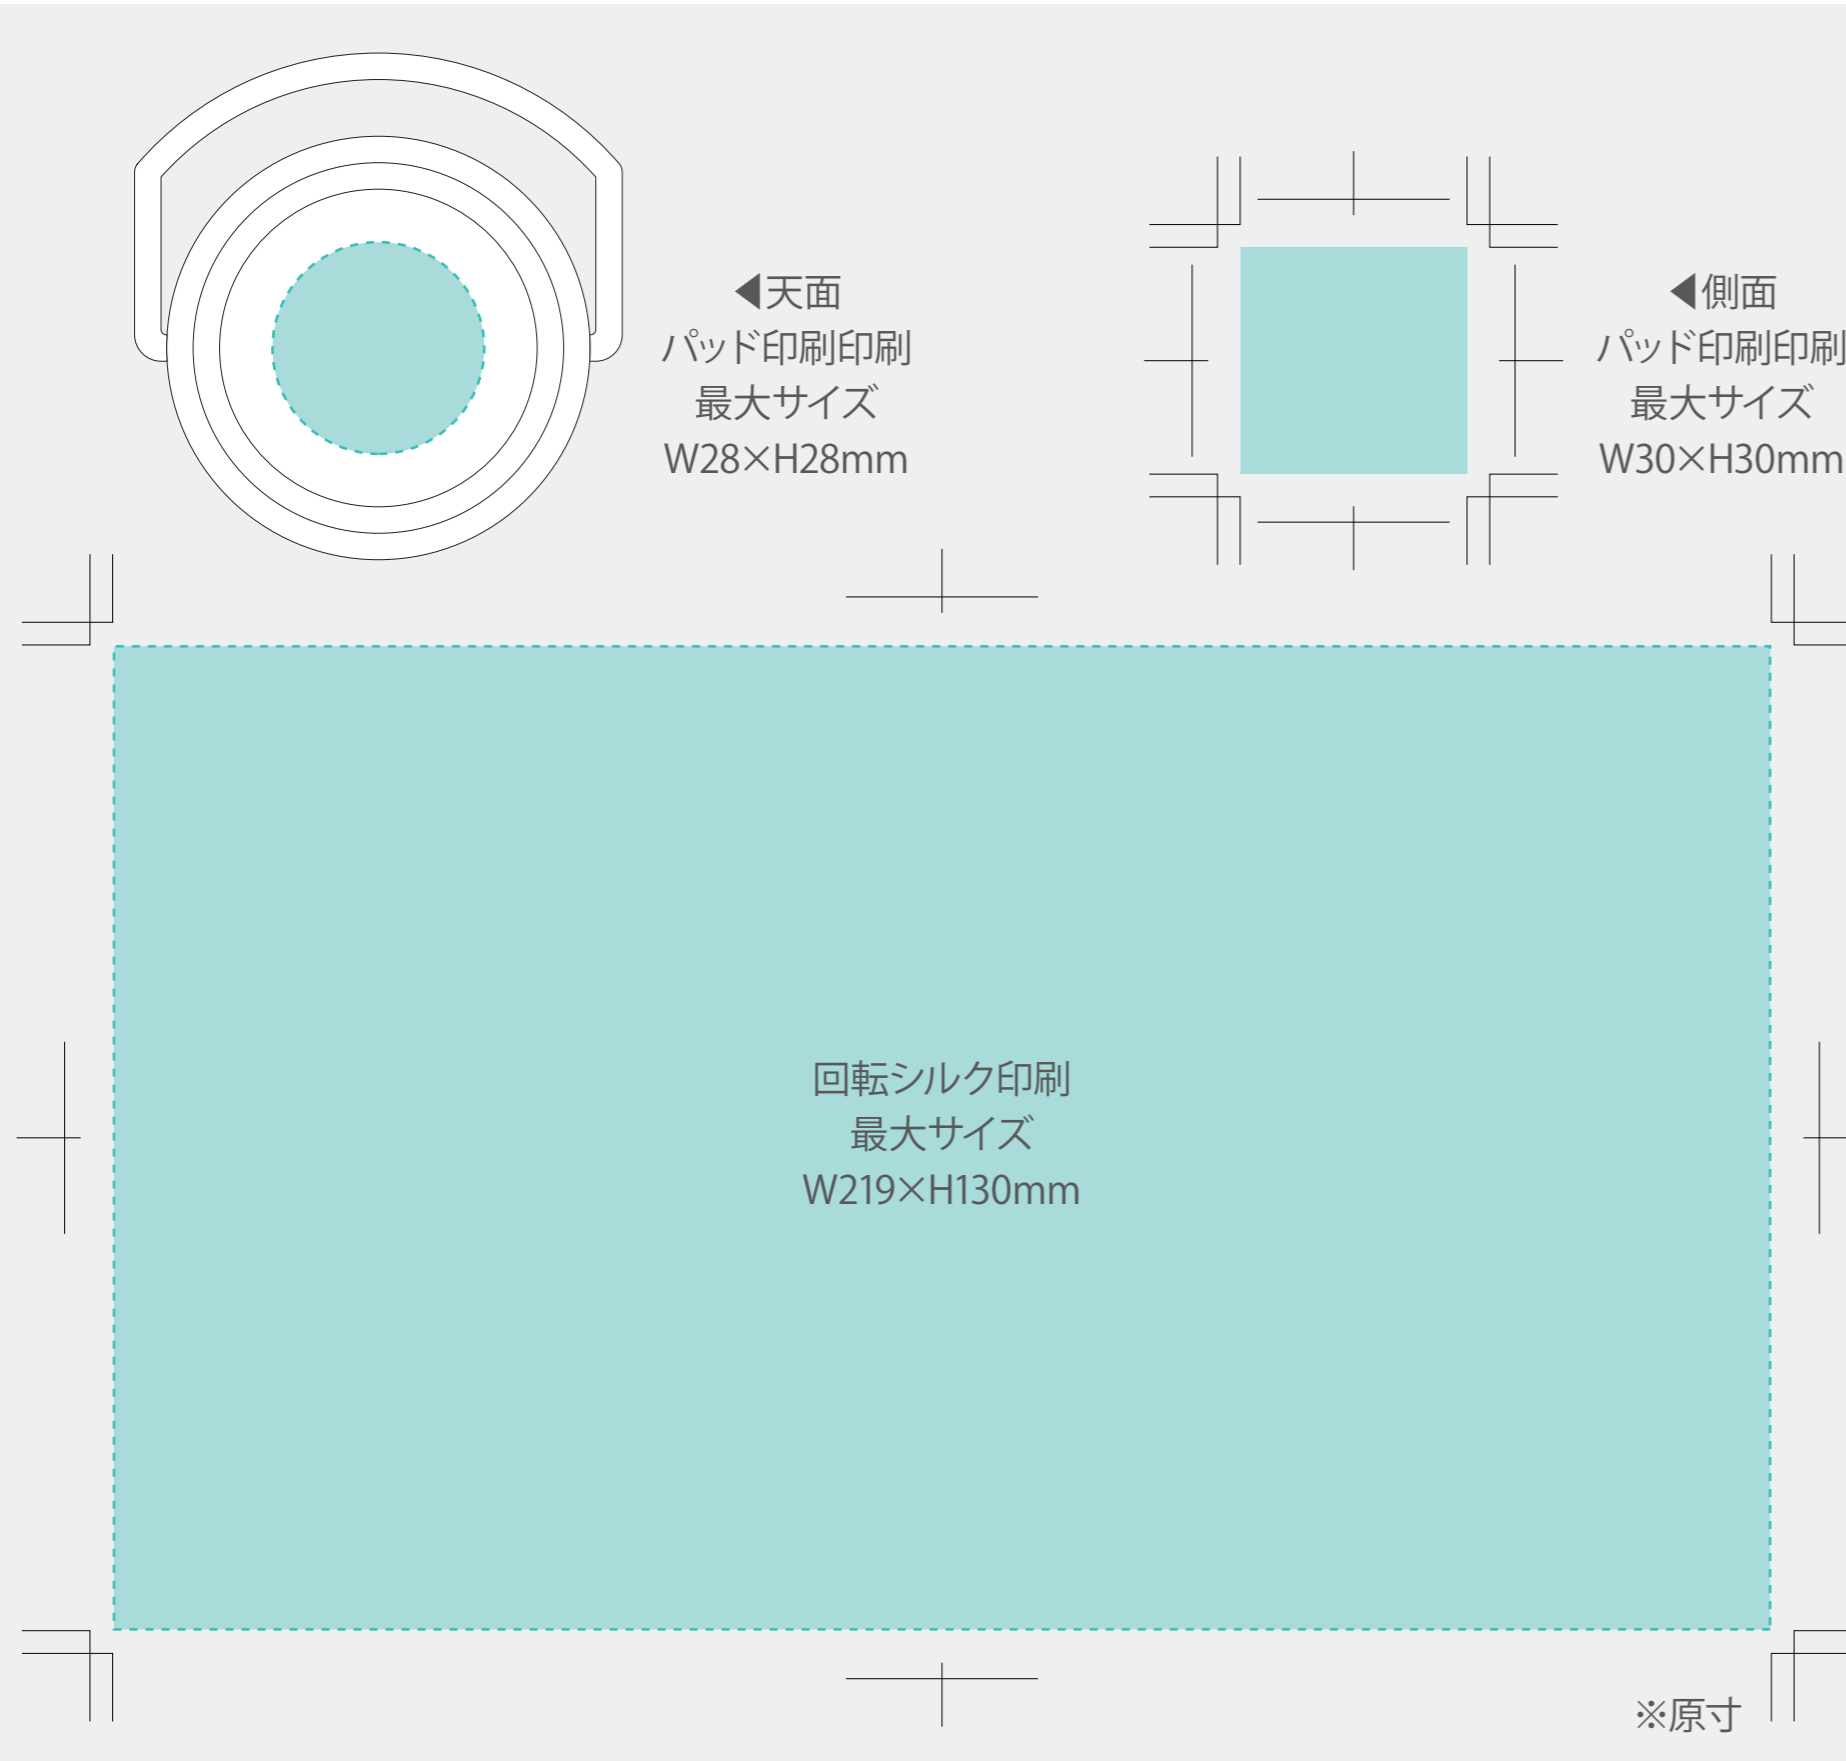 ◀天面
パッド印刷印刷
最大サイズ
W28×H28mm
◀側面
パッド印刷印刷
最大サイズ
W30×H30mm
回転シルク印刷
最大サイズ
W219×H130mm
※原寸